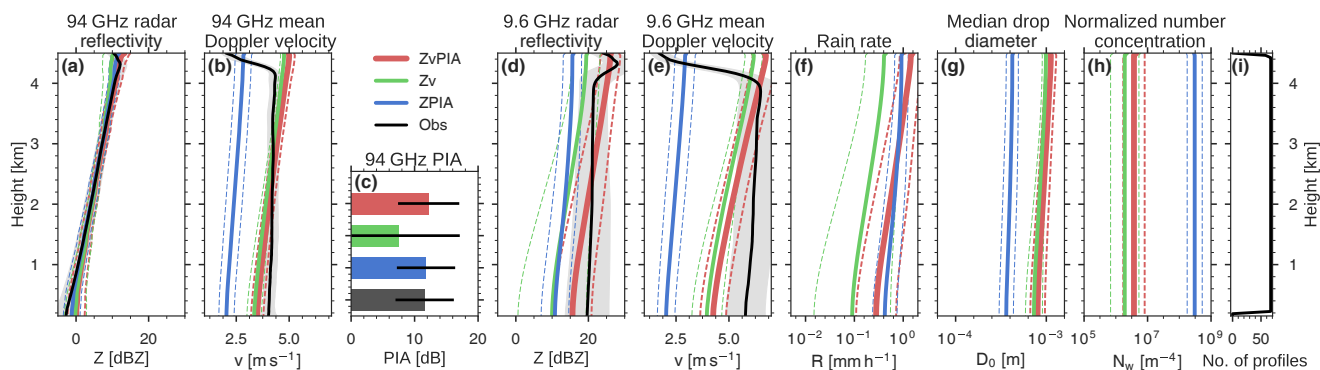 94 GHz radar reflectivity
94 GHz mean Doppler velocity
9.6 GHz radar reflectivity
9.6 GHz mean Doppler velocity
Rain rate
Median drop diameter
Normalized number concentration
(a)
(b)
ZvPIA
Zv
ZPIA
Obs
94 GHz PIA
(c)
(d)
(e)
(f)
(g)
(h)
(i)
Height [km]
4
3
2
1
4
3
2
1
Height [km]
0 20
Z [dBZ]
2.5 5.0
v [m s⁻¹]
0 10
PIA [dB]
0 20
Z [dBZ]
2.5 5.0
v [m s⁻¹]
10⁻² 10⁻¹ 10⁰
R [mm h⁻¹]
10⁻⁴ 10⁻³
D₀ [m]
10⁵ 10⁷ 10⁹
N_w [m⁻⁴]
0 50
No. of profiles